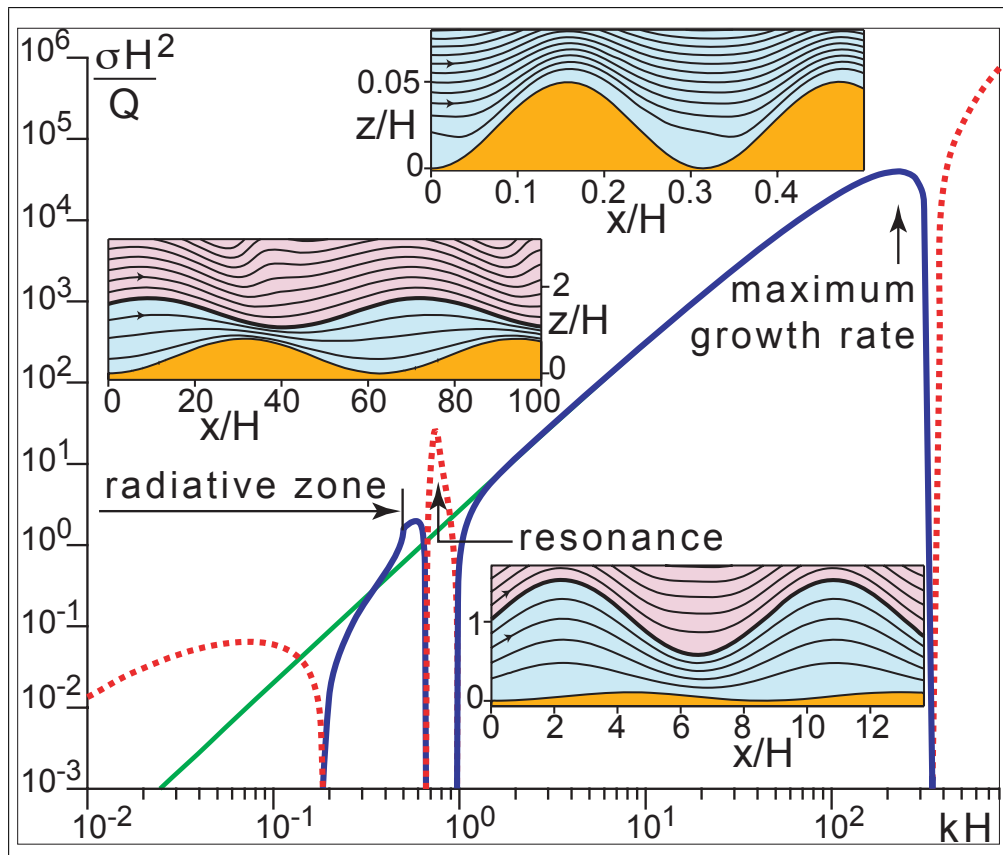 10^6
σH^2
Q
10^5
10^4
10^3
10^2
10^1
10^0
10^-1
10^-2
10^-3
0.05
z/H
0
0 0.1 0.2 0.3 0.4
x/H
maximum
growth rate
2
z/H
0
0 20 40 60 80 100
x/H
radiative zone
resonance
1
0
0 2 4 6 8 10 12
x/H
10^-2 10^-1 10^0 10^1 10^2 kH